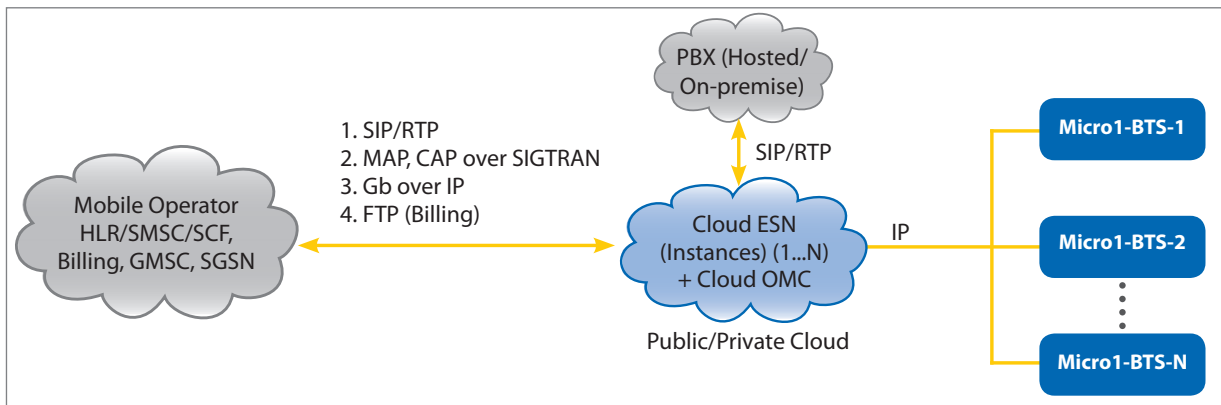 PBX (Hosted/
On-premise)
1. SIP/RTP
2. MAP, CAP over SIGTRAN
3. Gb over IP
4. FTP (Billing)
SIP/RTP
Mobile Operator
HLR/SMSC/SCF,
Billing, GMSC, SGSN
Cloud ESN
(Instances) (1...N)
+ Cloud OMC
Public/Private Cloud
IP
Micro1-BTS-1
Micro1-BTS-2
Micro1-BTS-N